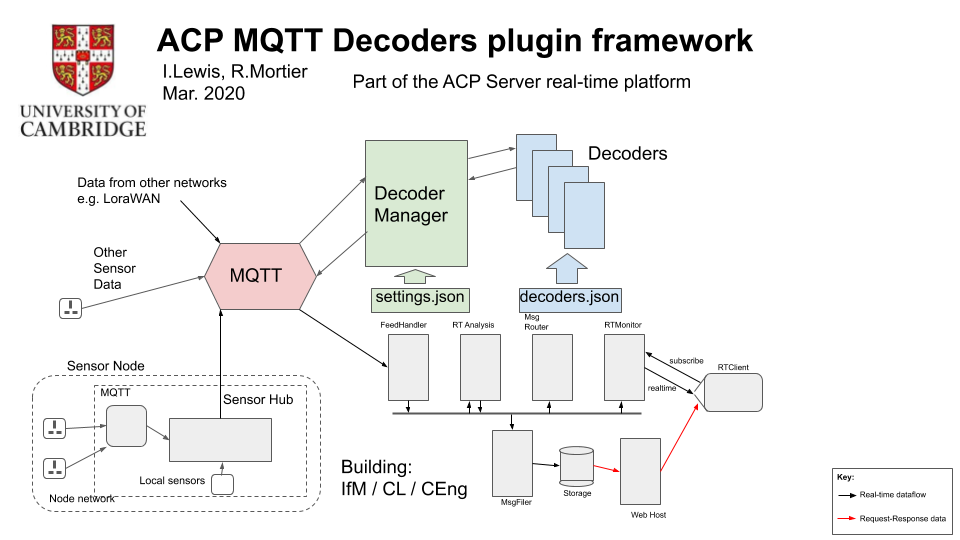 ACP MQTT Decoders plugin framework
I.Lewis, R.Mortier
Mar. 2020
Part of the ACP Server real-time platform
UNIVERSITY OF
CAMBRIDGE
Data from other networks
e.g. LoraWAN
Decoder
Manager
Decoders
Other
Sensor
Data
MQTT
settings.json
decoders.json
FeedHandler
RT Analysis
Msg
Router
RTMonitor
subscribe
realtime
RTClient
Sensor Node
MQTT
Sensor Hub
Local sensors
Node network
Building:
IfM / CL / CEng
MsgFiler
Storage
Web Host
Key:
Real-time dataflow
Request-Response data